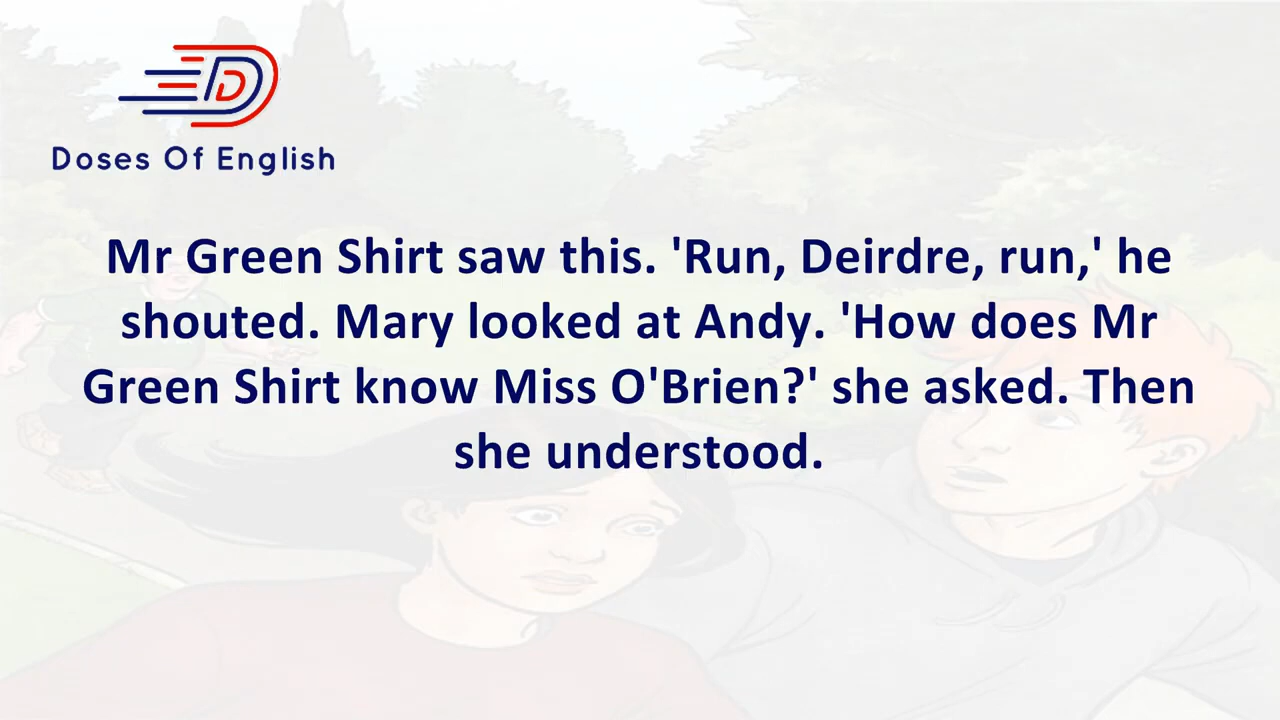 Doses Of English
Mr Green Shirt saw this. 'Run, Deirdre, run,' he
shouted. Mary looked at Andy. 'How does Mr
Green Shirt know Miss O'Brien?' she asked. Then
she understood.